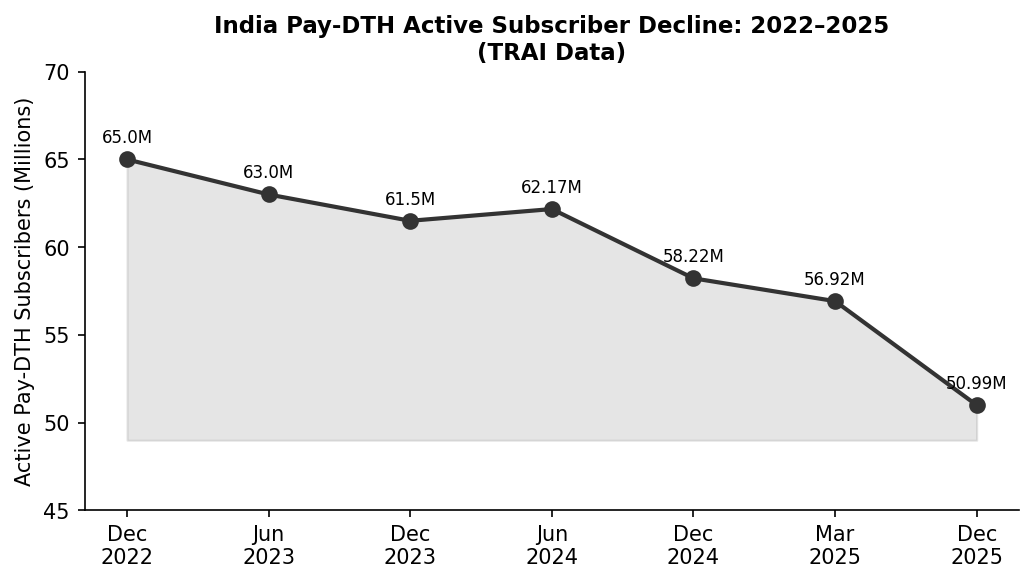 India Pay-DTH Active Subscriber Decline: 2022–2025
(TRAI Data)
Active Pay-DTH Subscribers (Millions)
70
65
60
55
50
45
65.0M
63.0M
61.5M
62.17M
58.22M
56.92M
50.99M
Dec
2022
Jun
2023
Dec
2023
Jun
2024
Dec
2024
Mar
2025
Dec
2025